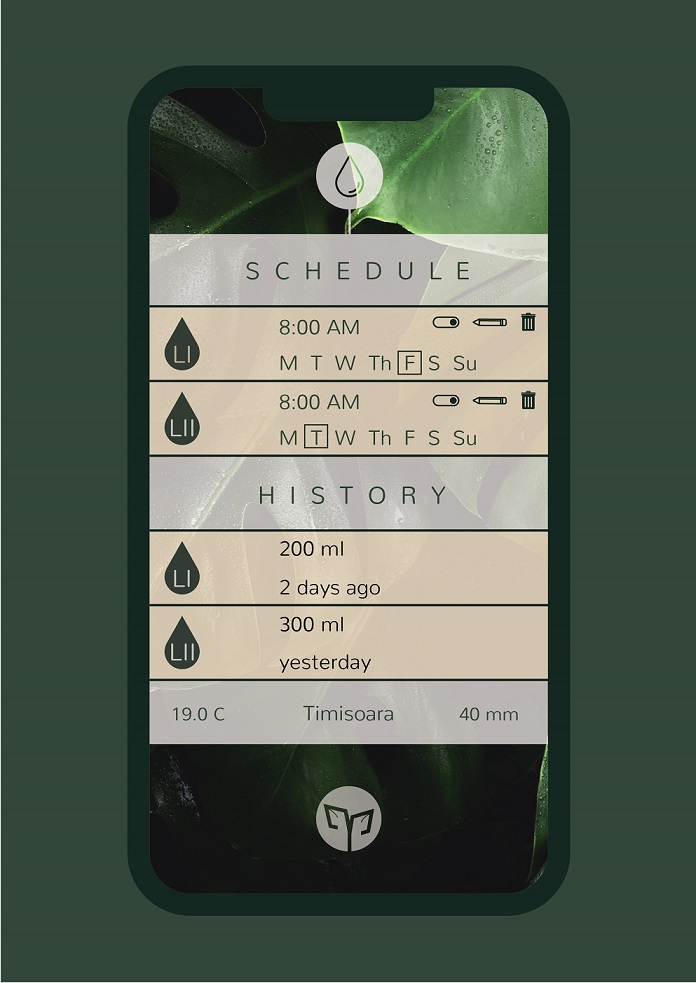 SCHEDULE
LI
8:00 AM
M T W Th F S Su
LII
8:00 AM
M T W Th F S Su
HISTORY
LI
200 ml
2 days ago
LII
300 ml
yesterday
19.0 C Timisoara 40 mm